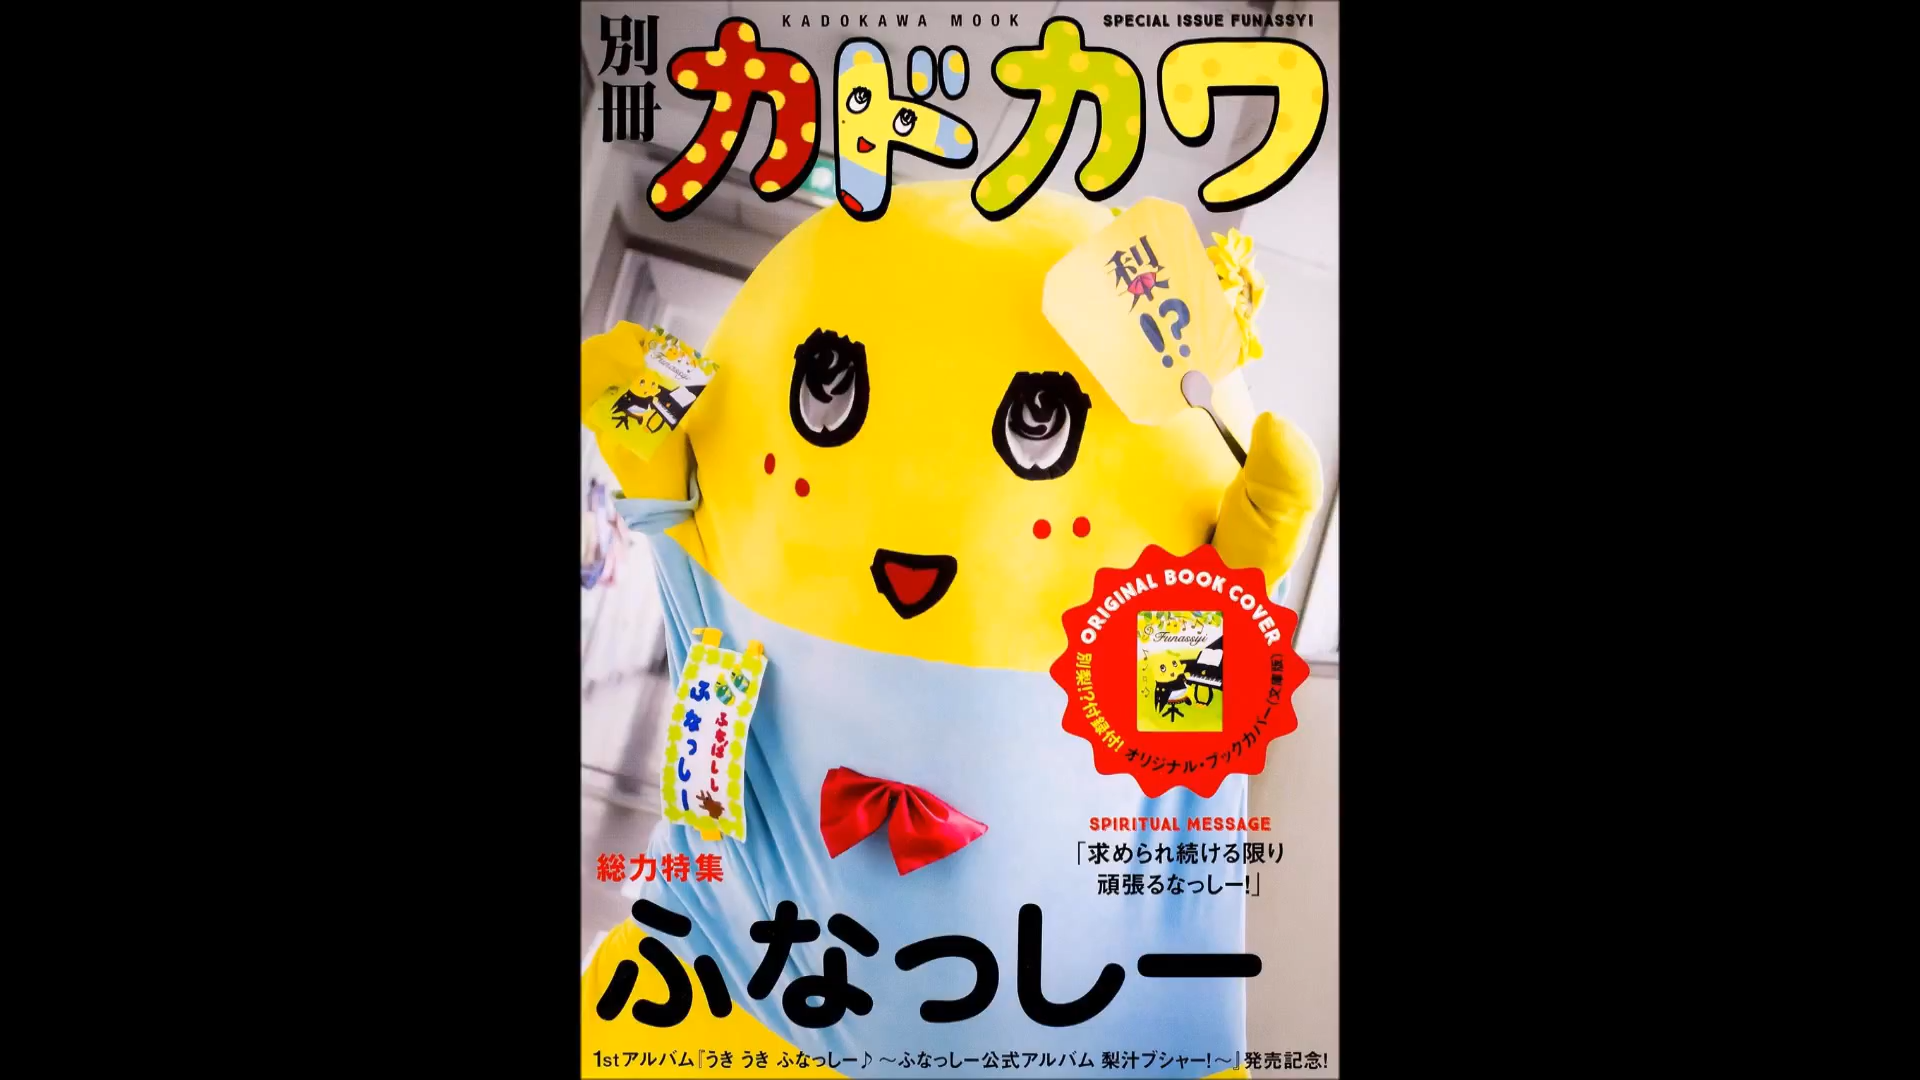 KADOKAWA MOOK
SPECIAL ISSUE FUNASSYI
別冊
カドカワ
梨!?
Funassyi
ORIGINAL BOOK COVER
Funassyi
別梨!?付録付!
オリジナル・ブックカバー(文庫版)
ふなばしし
ふなっしー
SPIRITUAL MESSAGE
「求められ続ける限り
頑張るなっしー!」
総力特集
ふなっしー
1stアルバム『うき うき ふなっしー♪ ～ふなっしー公式アルバム 梨汁ブシャー!～』発売記念!